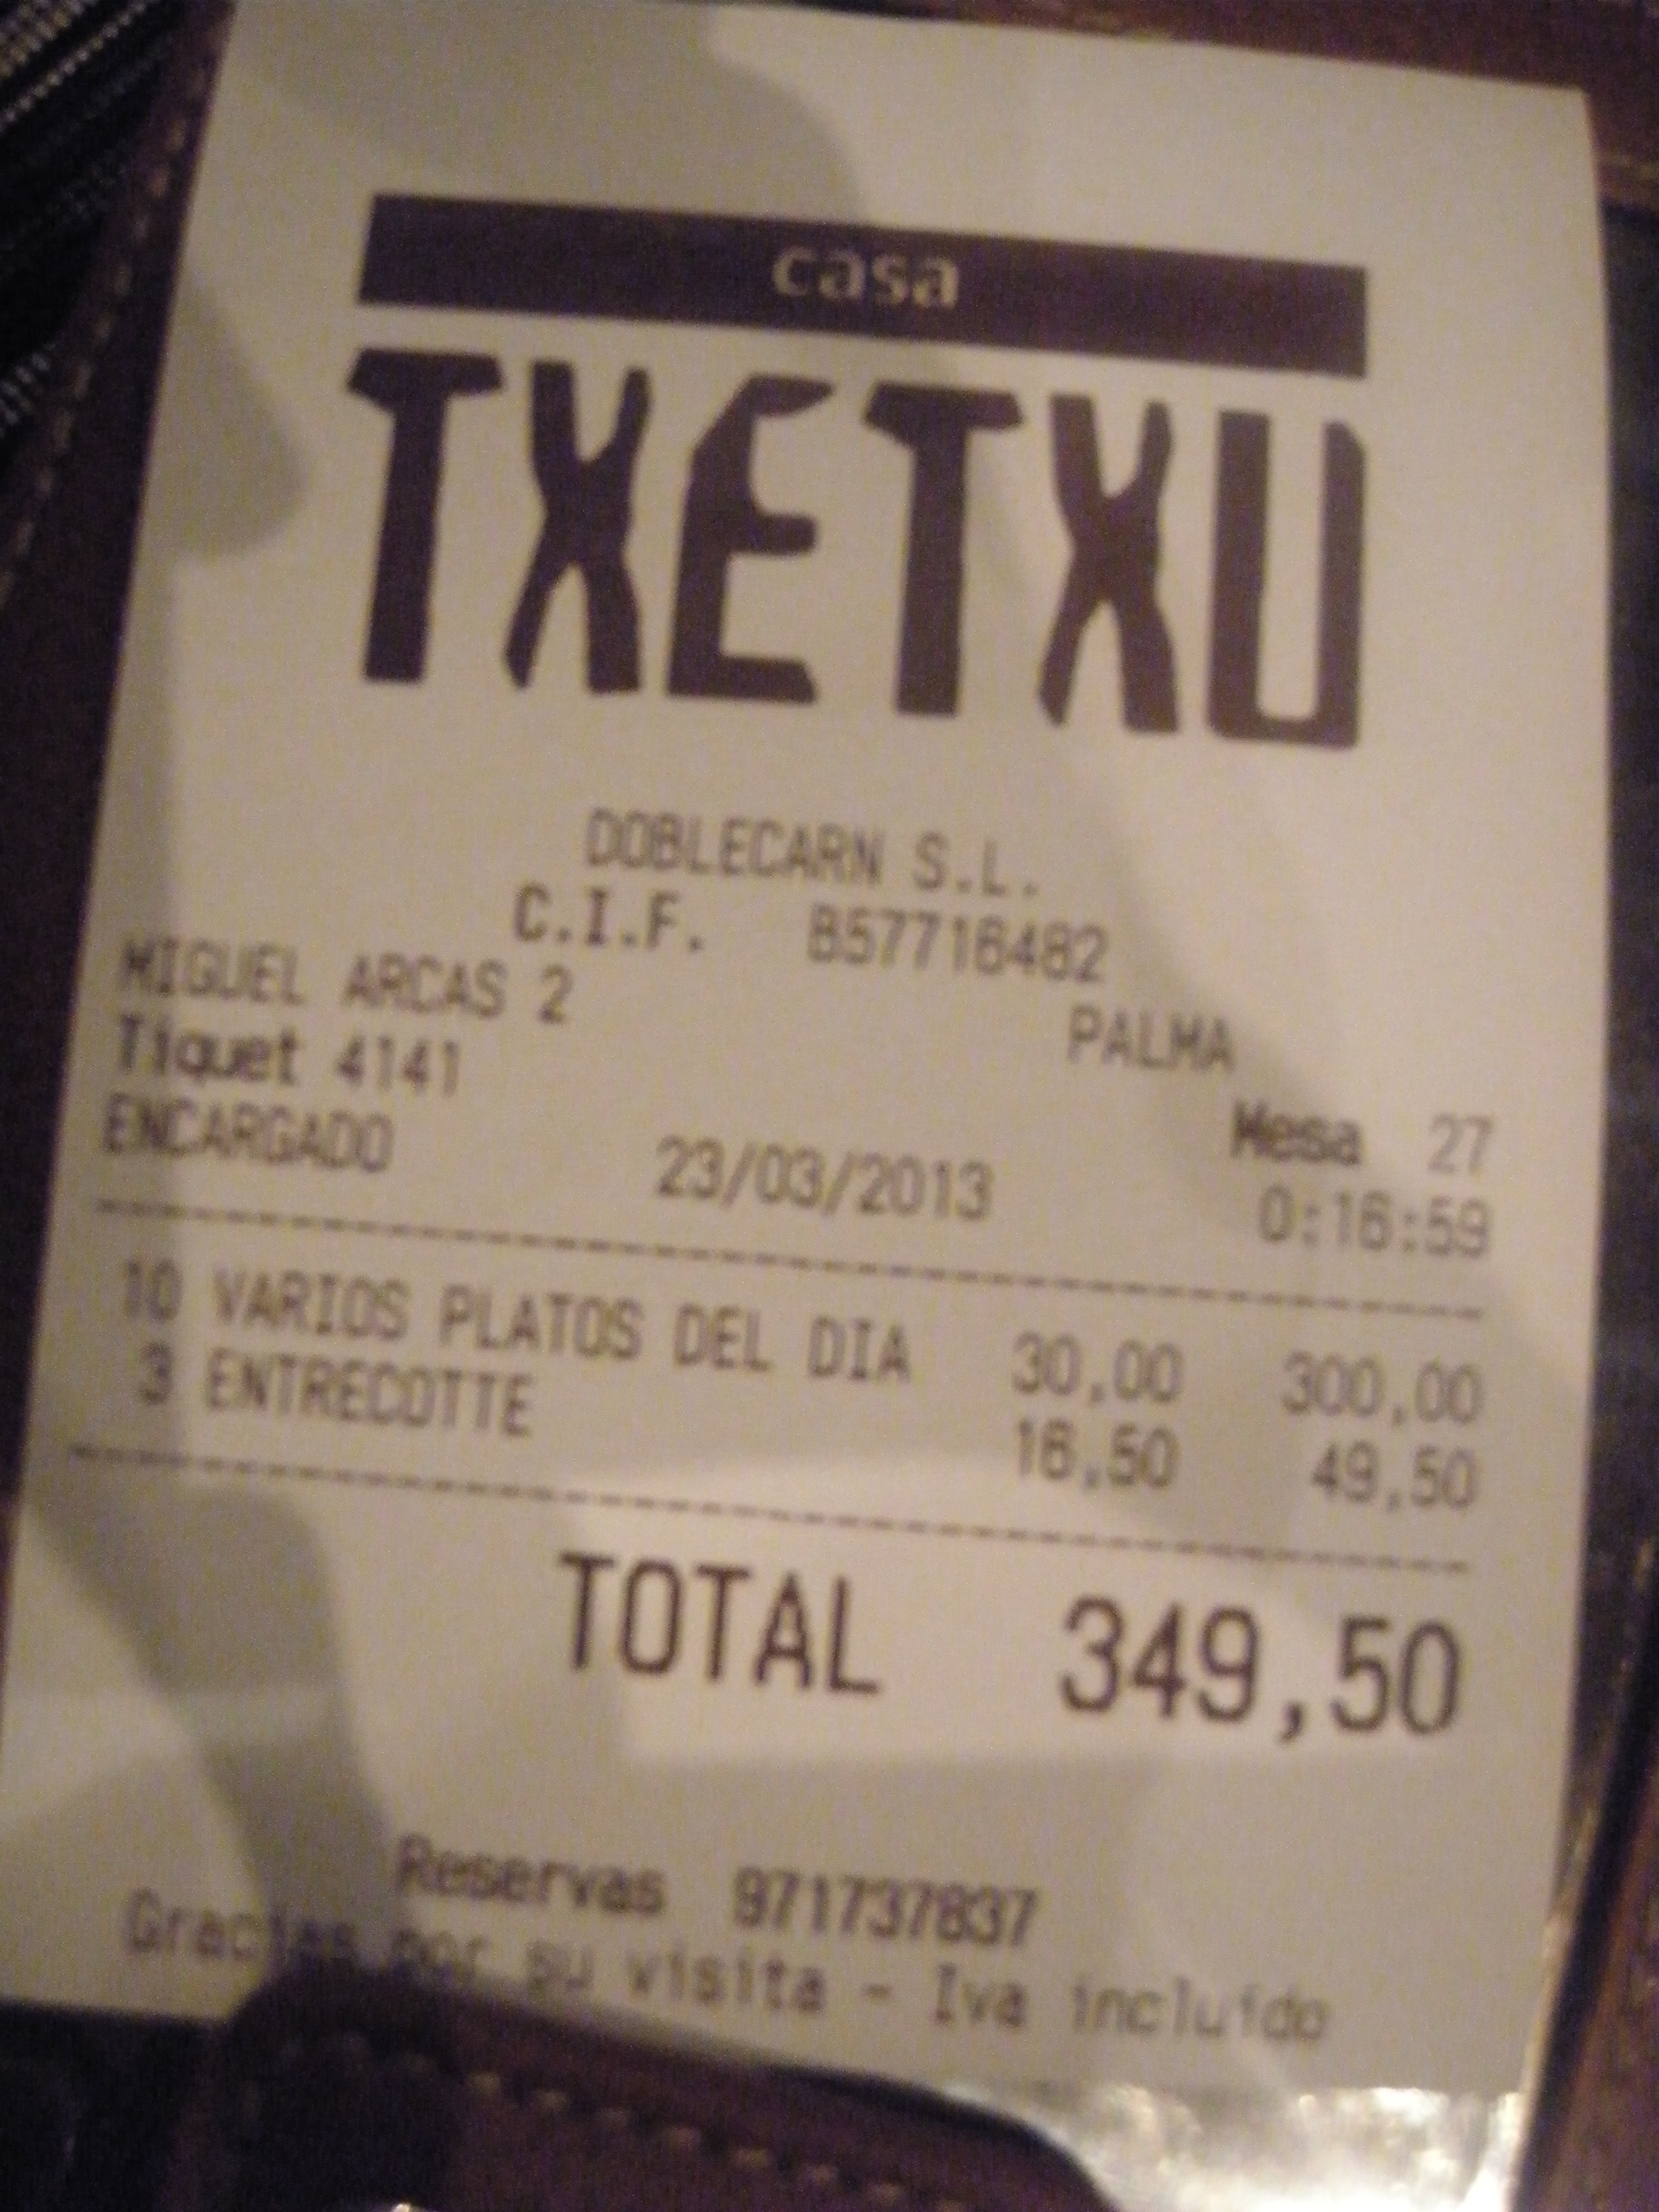 casa
TXETXU
DOBLECARN S.L.
C.I.F. B57716482
MIGUEL ARCAS 2 PALMA
Tiquet 4141 Mesa 27
ENCARGADO 23/03/2013 0:16:59
10 VARIOS PLATOS DEL DIA 30,00 300,00
3 ENTRECOTTE 16,50 49,50
TOTAL 349,50
Reservas 971737837
Gracias por su visita - Iva incluído